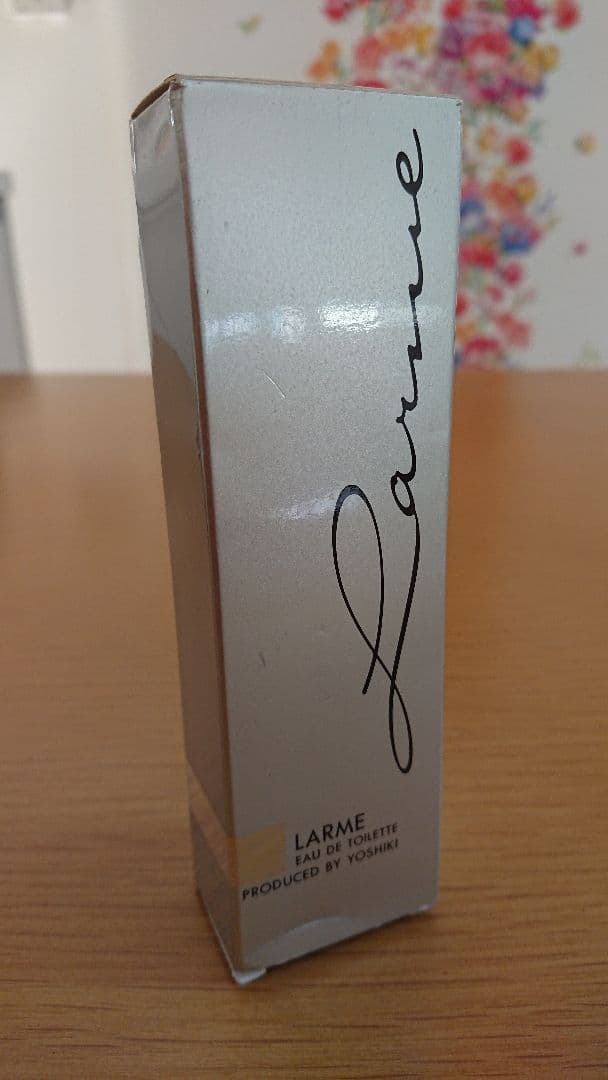 Larme
LARME
EAU DE TOILETTE
PRODUCED BY YOSHIKI